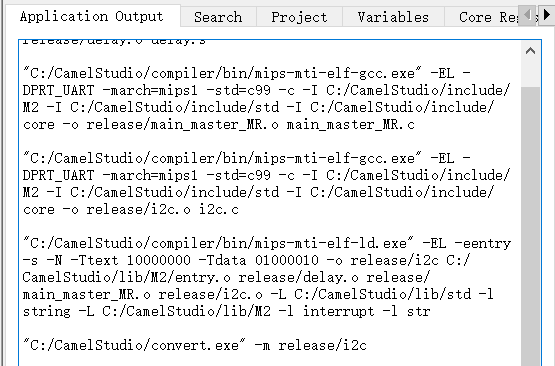 Application Output
Search
Project
Variables
Core Reg
release/delay.o delay.s
"C:/CamelStudio/compiler/bin/mips-mti-elf-gcc.exe" -EL -
DPRT_UART -march=mips1 -std=c99 -c -I C:/CamelStudio/include/
M2 -I C:/CamelStudio/include/std -I C:/CamelStudio/include/
core -o release/main_master_MR.o main_master_MR.c
"C:/CamelStudio/compiler/bin/mips-mti-elf-gcc.exe" -EL -
DPRT_UART -march=mips1 -std=c99 -c -I C:/CamelStudio/include/
M2 -I C:/CamelStudio/include/std -I C:/CamelStudio/include/
core -o release/i2c.o i2c.c
"C:/CamelStudio/compiler/bin/mips-mti-elf-ld.exe" -EL -eentry
-s -N -Ttext 10000000 -Tdata 01000010 -o release/i2c C:/
CamelStudio/lib/M2/entry.o release/delay.o release/
main_master_MR.o release/i2c.o -L C:/CamelStudio/lib/std -l
string -L C:/CamelStudio/lib/M2 -l interrupt -l str
"C:/CamelStudio/convert.exe" -m release/i2c